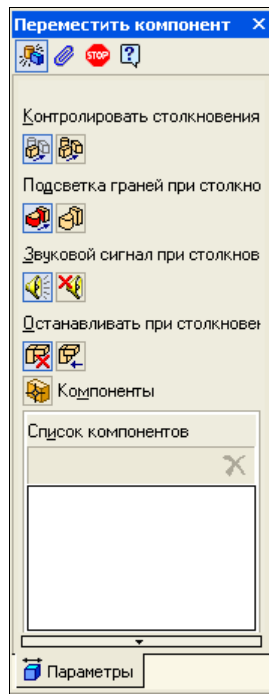 Переместить компонент
STOP
Контролировать столкновения
Подсветка граней при столкно
Звуковой сигнал при столкнов
Останавливать при столкновен
Компоненты
Список компонентов
Параметры